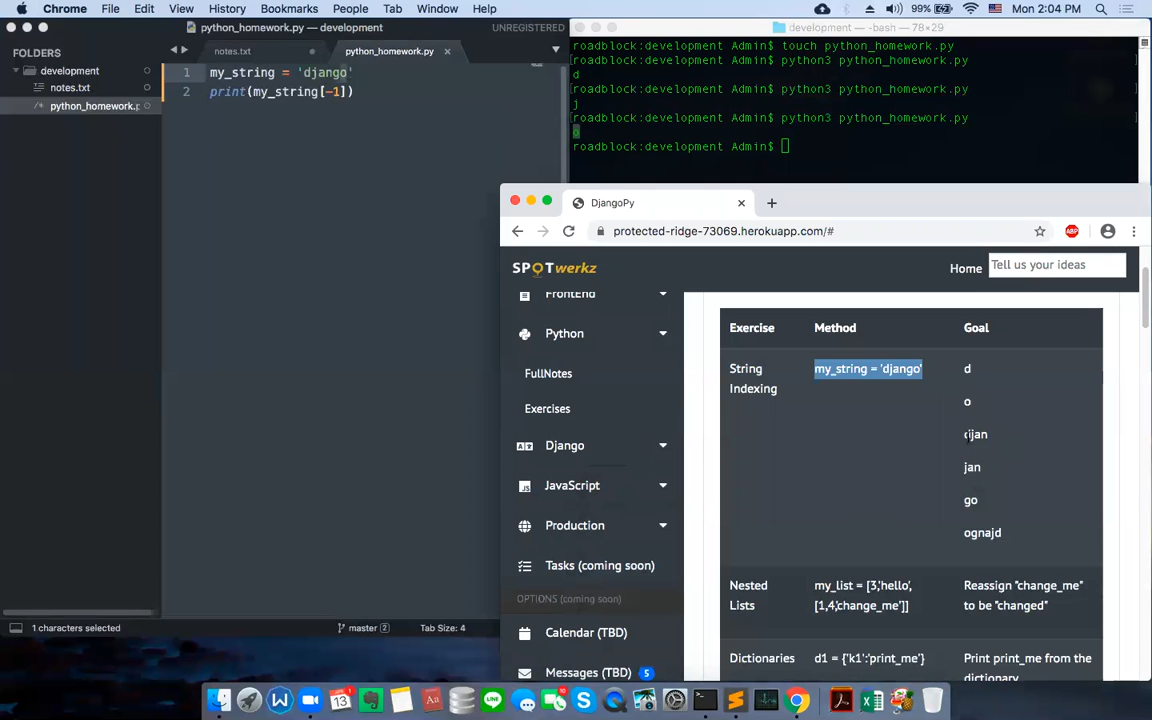 Chrome File Edit View History Bookmarks People Tab Window Help 99% Mon 2:04 PM
python_homework.py — development UNREGISTERED
FOLDERS
development
notes.txt
python_homework.p
notes.txt python_homework.py
1 my_string = 'django'
2 print(my_string[-1])
1 characters selected
master 2 Tab Size: 4
development — -bash — 78×29
roadblock:development Admin$ touch python_homework.py
[roadblock:development Admin$ python3 python_homework.py ]
d
[roadblock:development Admin$ python3 python_homework.py ]
j
[roadblock:development Admin$ python3 python_homework.py ]
o
roadblock:development Admin$
DjangoPy
protected-ridge-73069.herokuapp.com/#
ABP
SPOTwerkz
Home Tell us your ideas
FrontEnd
Python
FullNotes
Exercises
Django
JavaScript
Production
Tasks (coming soon)
OPTIONS (coming soon)
Calendar (TBD)
Messages (TBD) 5
Exercise Method Goal
String Indexing my_string = 'django' d
o
djan
jan
go
ognajd
Nested Lists my_list = [3,'hello', [1,4,'change_me']] Reassign "change_me" to be "changed"
Dictionaries d1 = {'k1':'print_me'} Print print_me from the
dictionary
13